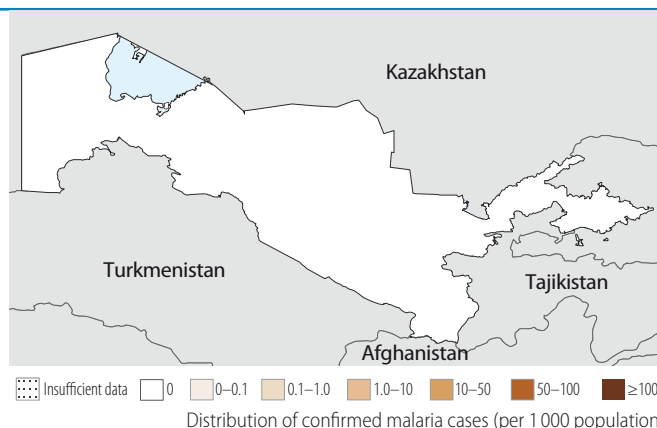 Kazakhstan
Turkmenistan
Tajikistan
Afghanistan
Insufficient data 0 0–0.1 0.1–1.0 1.0–10 10–50 50–100 ≥100
Distribution of confirmed malaria cases (per 1 000 population